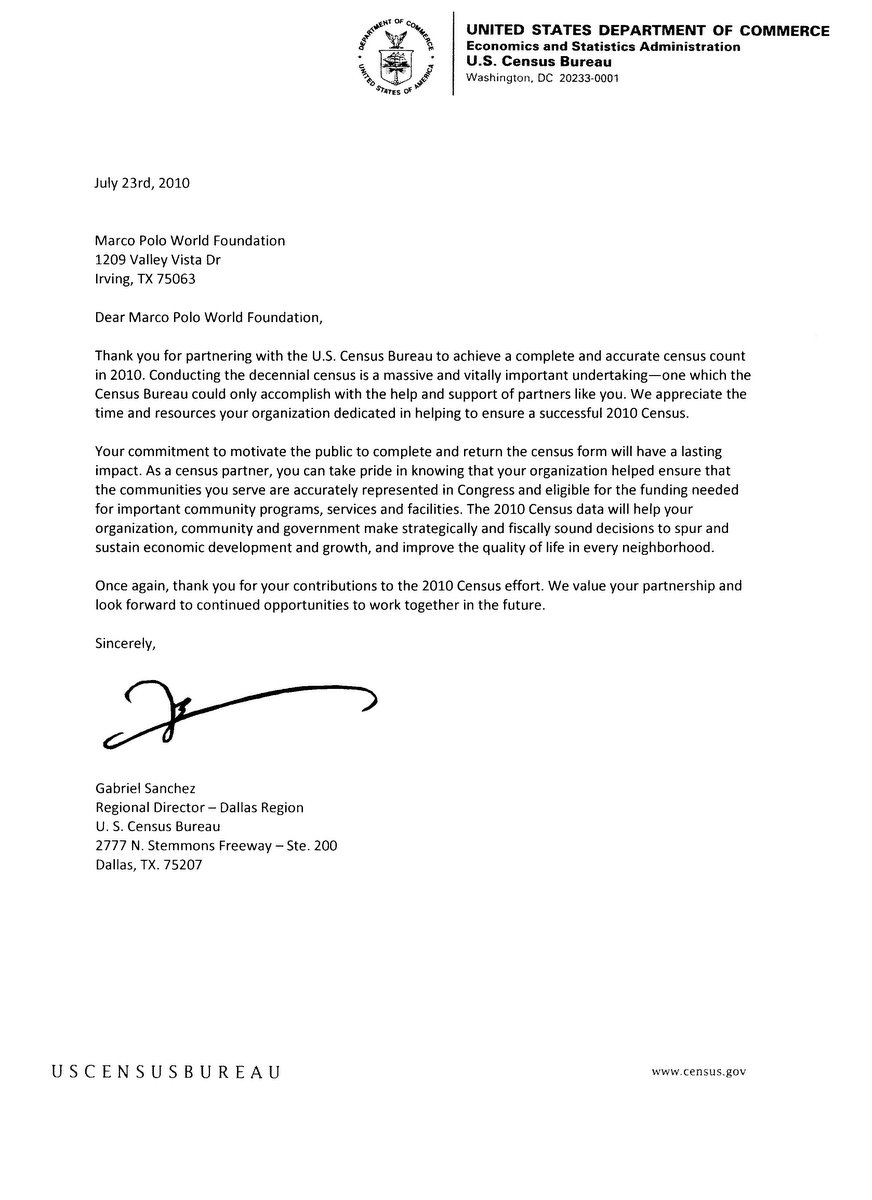 DEPARTMENT OF COMMERCE
UNITED STATES OF AMERICA
UNITED STATES DEPARTMENT OF COMMERCE
Economics and Statistics Administration
U.S. Census Bureau
Washington, DC 20233-0001
July 23rd, 2010
Marco Polo World Foundation
1209 Valley Vista Dr
Irving, TX 75063
Dear Marco Polo World Foundation,
Thank you for partnering with the U.S. Census Bureau to achieve a complete and accurate census count
in 2010. Conducting the decennial census is a massive and vitally important undertaking—one which the
Census Bureau could only accomplish with the help and support of partners like you. We appreciate the
time and resources your organization dedicated in helping to ensure a successful 2010 Census.
Your commitment to motivate the public to complete and return the census form will have a lasting
impact. As a census partner, you can take pride in knowing that your organization helped ensure that
the communities you serve are accurately represented in Congress and eligible for the funding needed
for important community programs, services and facilities. The 2010 Census data will help your
organization, community and government make strategically and fiscally sound decisions to spur and
sustain economic development and growth, and improve the quality of life in every neighborhood.
Once again, thank you for your contributions to the 2010 Census effort. We value your partnership and
look forward to continued opportunities to work together in the future.
Sincerely,
Gabriel Sanchez
Regional Director – Dallas Region
U. S. Census Bureau
2777 N. Stemmons Freeway – Ste. 200
Dallas, TX. 75207
USCENSUSBUREAU
www.census.gov